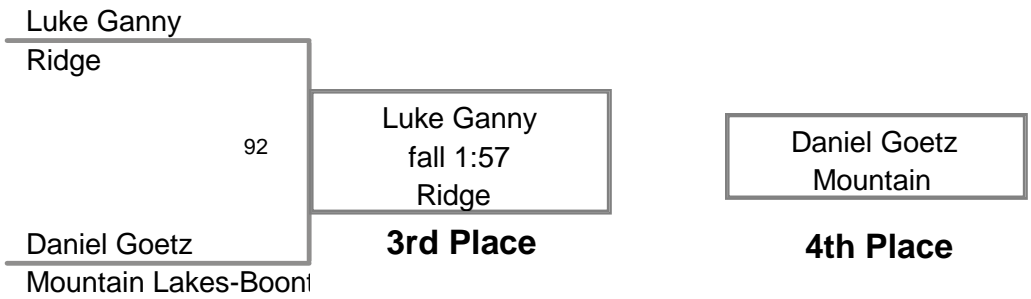 Luke Ganny
Ridge
92
Luke Ganny
fall 1:57
Ridge
3rd Place
Daniel Goetz
Mountain Lakes-Boont
Daniel Goetz
Mountain
4th Place